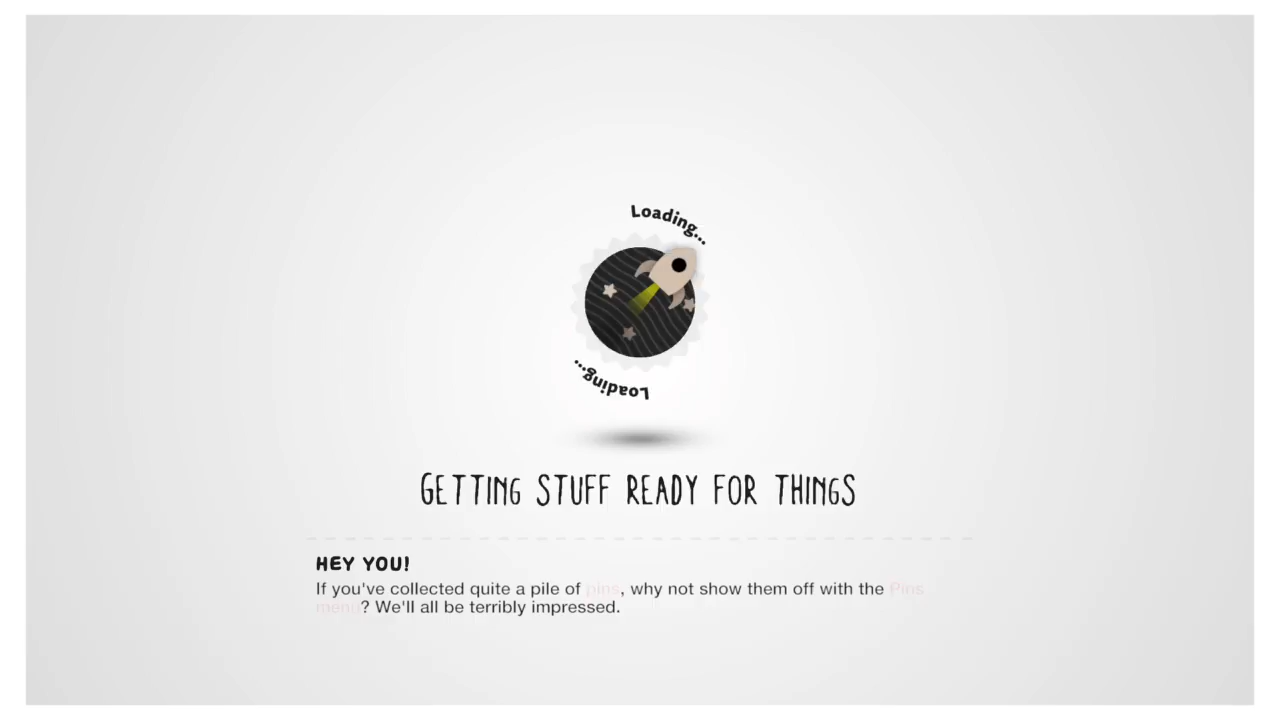 Loading...
Loading...
GETTING STUFF READY FOR THINGS
HEY YOU!
If you've collected quite a pile of pins, why not show them off with the Pins
menu? We'll all be terribly impressed.